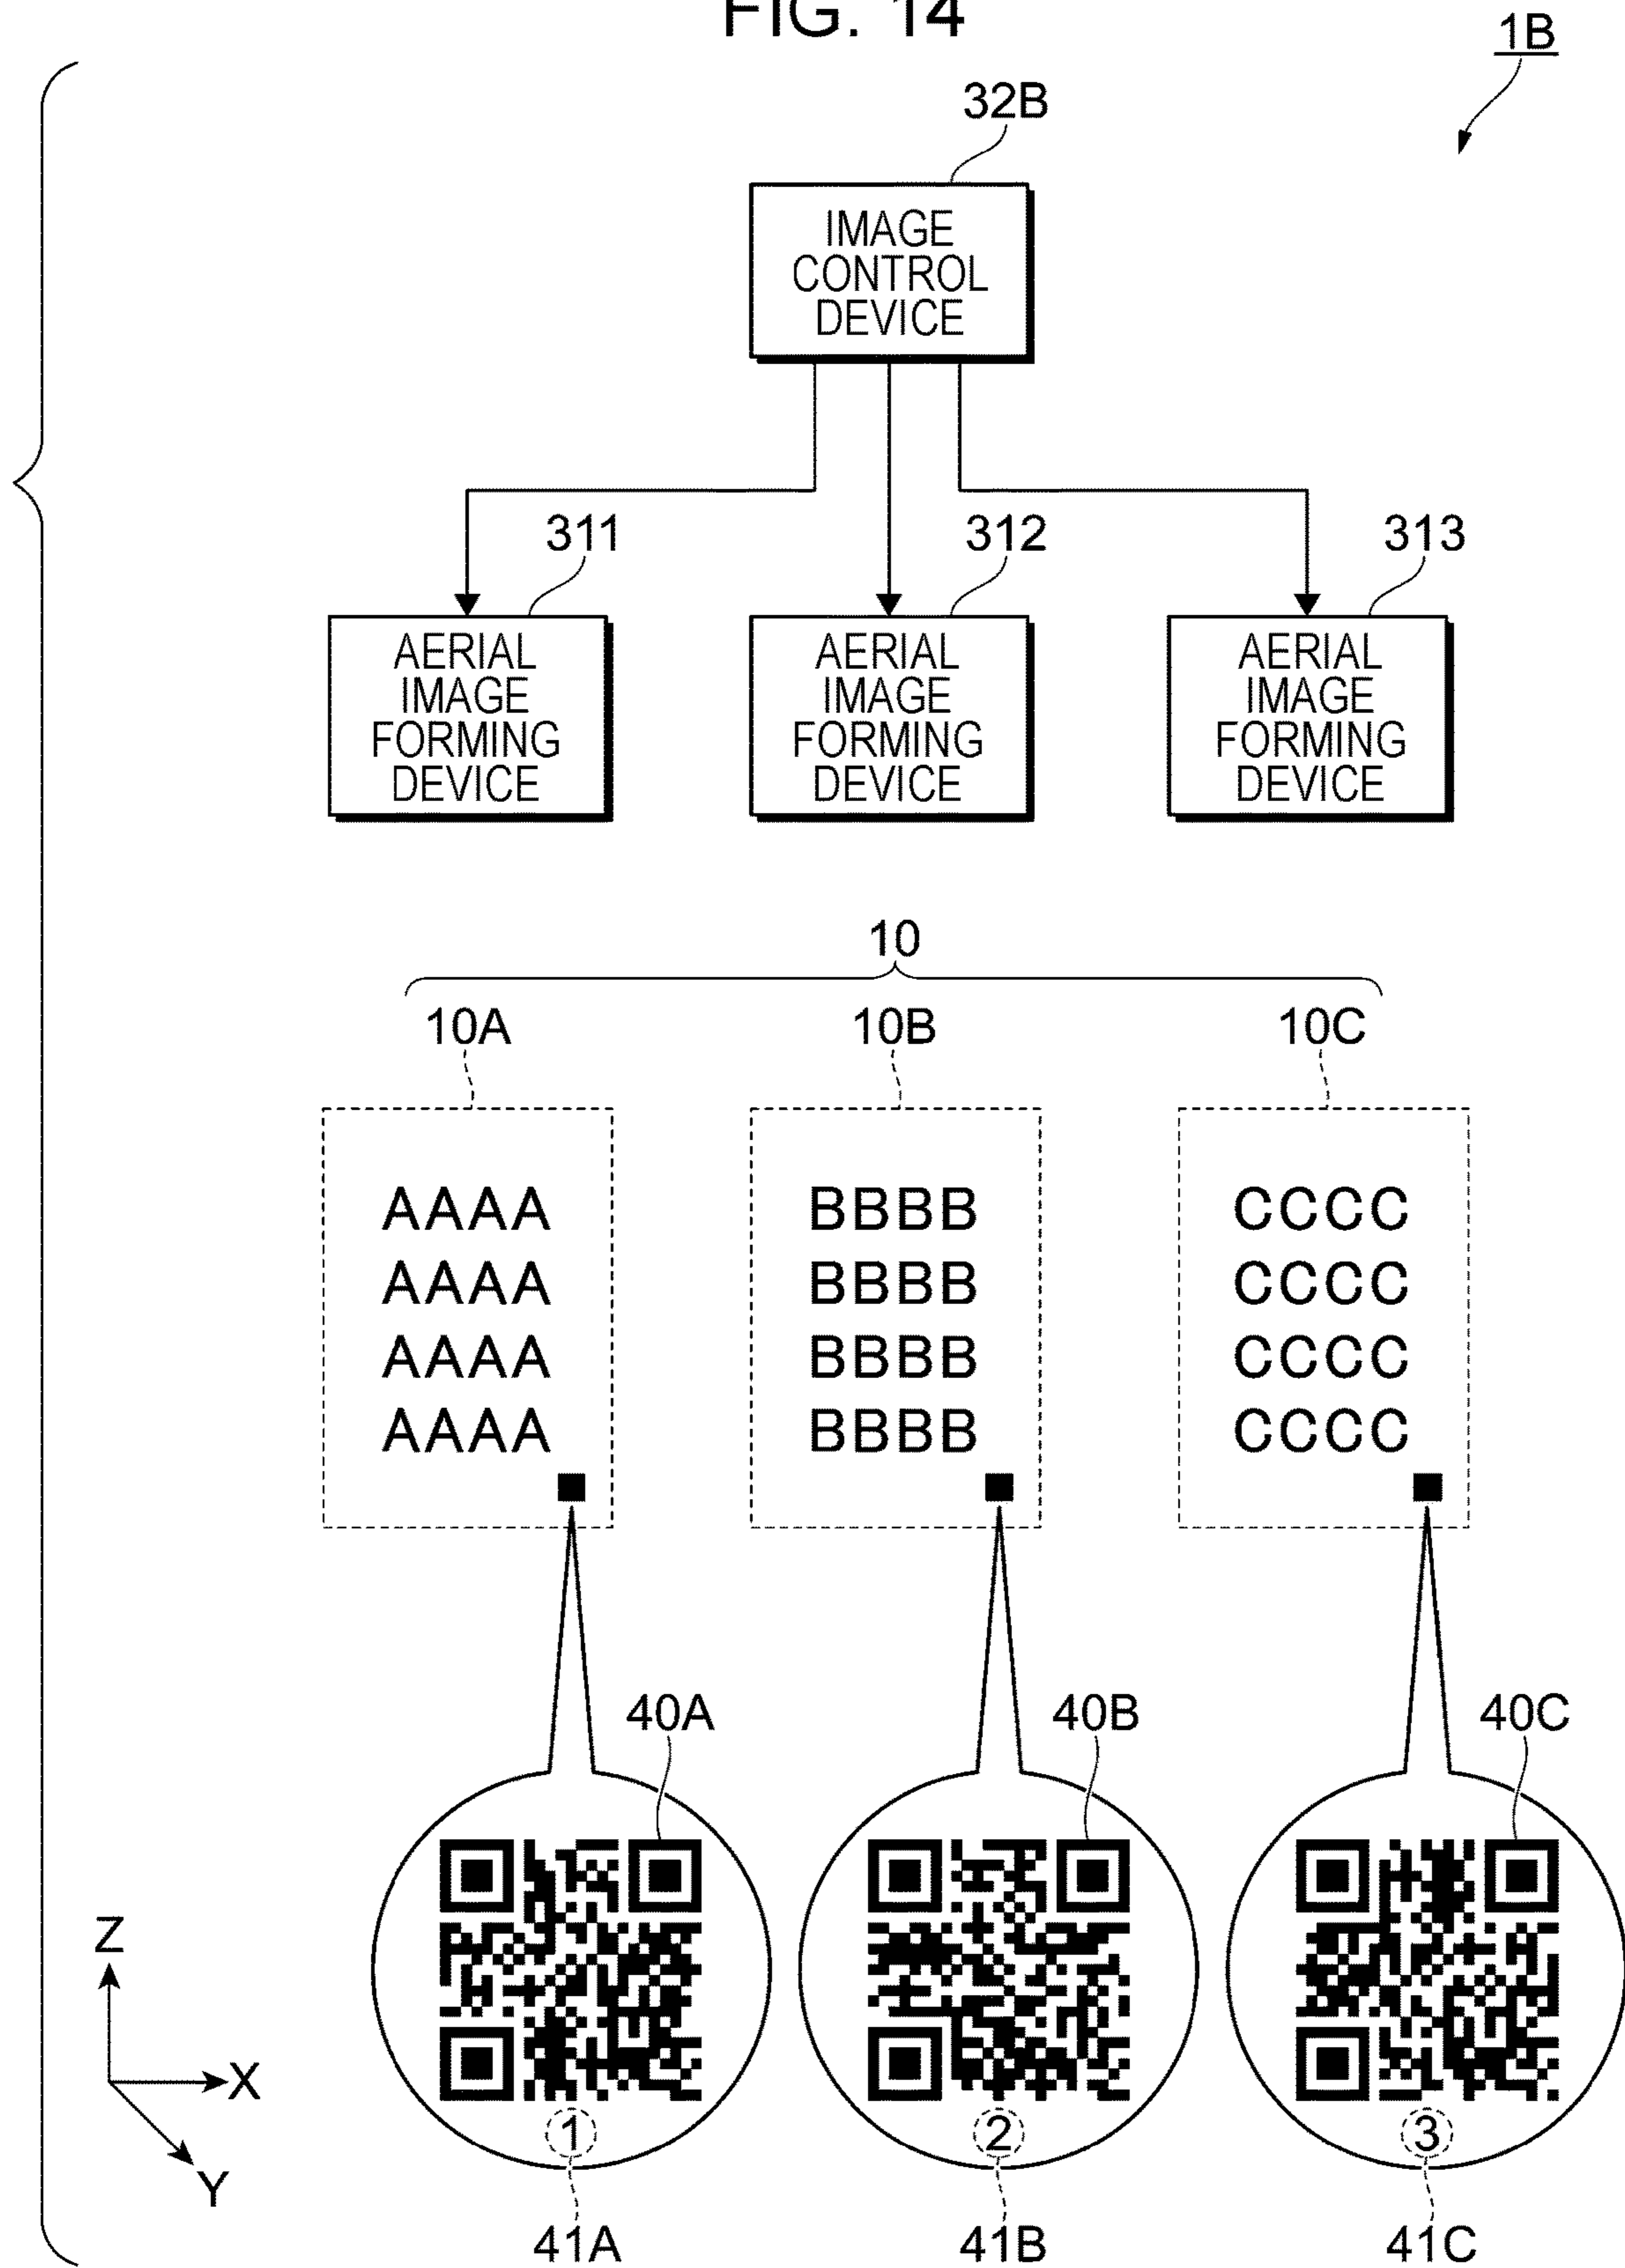 FIG. 14
1B
32B
IMAGE
CONTROL
DEVICE
311
312
313
AERIAL
IMAGE
FORMING
DEVICE
AERIAL
IMAGE
FORMING
DEVICE
AERIAL
IMAGE
FORMING
DEVICE
10
10A
10B
10C
AAAA
AAAA
AAAA
AAAA
BBBB
BBBB
BBBB
BBBB
CCCC
CCCC
CCCC
CCCC
40A
40B
40C
Z
X
Y
1
2
3
41A
41B
41C